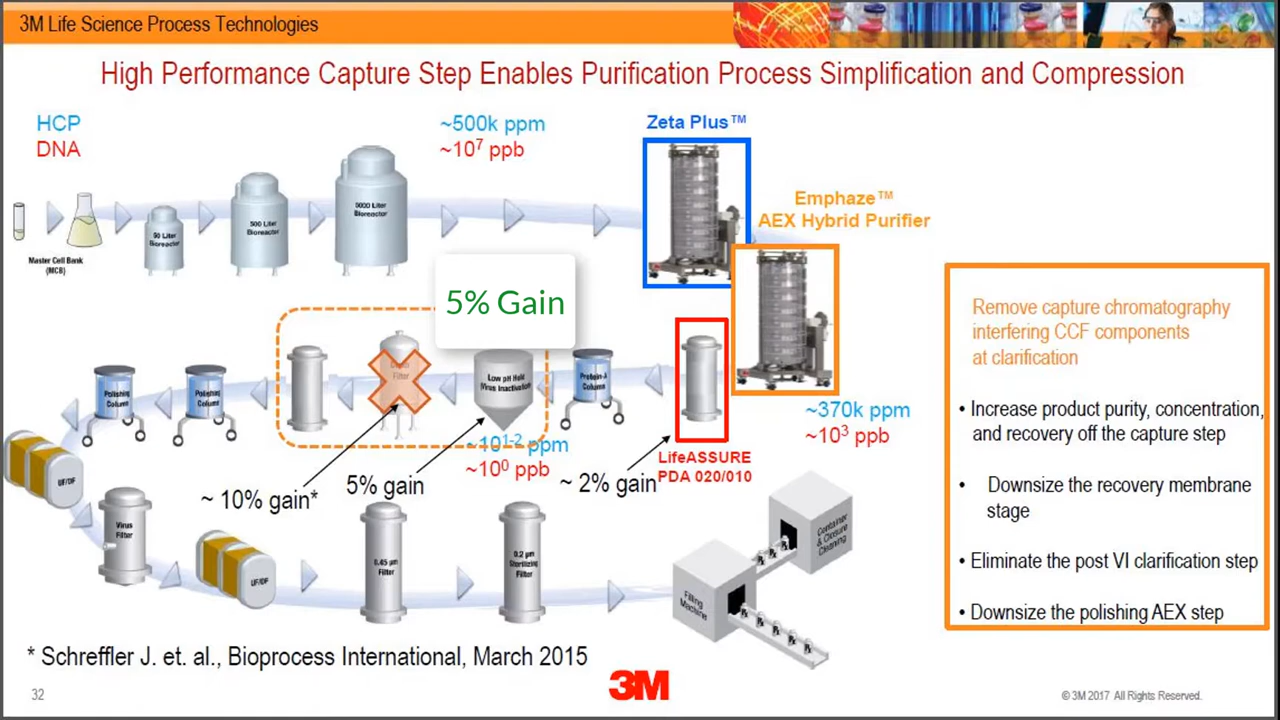 3M Life Science Process Technologies
High Performance Capture Step Enables Purification Process Simplification and Compression
HCP
DNA
~500k ppm
~10⁷ ppb
Zeta Plus™
Emphaze™
AEX Hybrid Purifier
Master Cell Bank
(MCB)
50 Liter
Bioreactor
500 Liter
Bioreactor
Liter
Bioreactor
5% Gain
Remove capture chromatography
interfering CCF components
at clarification
• Increase product purity, concentration,
and recovery off the capture step
• Downsize the recovery membrane
stage
• Eliminate the post VI clarification step
• Downsize the polishing AEX step
Polishing
Column
Polishing
Column
Filter
Low pH Hold
Virus Inactivation
Protein-A
Column
~370k ppm
~10³ ppb
~10¹⁻² ppm
~10⁰ ppb
LifeASSURE
PDA 020/010
~ 10% gain*
5% gain
~ 2% gain
UF/DF
Virus
Filter
UF/DF
0.45 µm
Filter
0.2 µm
Sterilizing
Filter
Filling
Machine
Container
& Closure
Cleaning
* Schreffler J. et. al., Bioprocess International, March 2015
32
3M
© 3M 2017 All Rights Reserved.